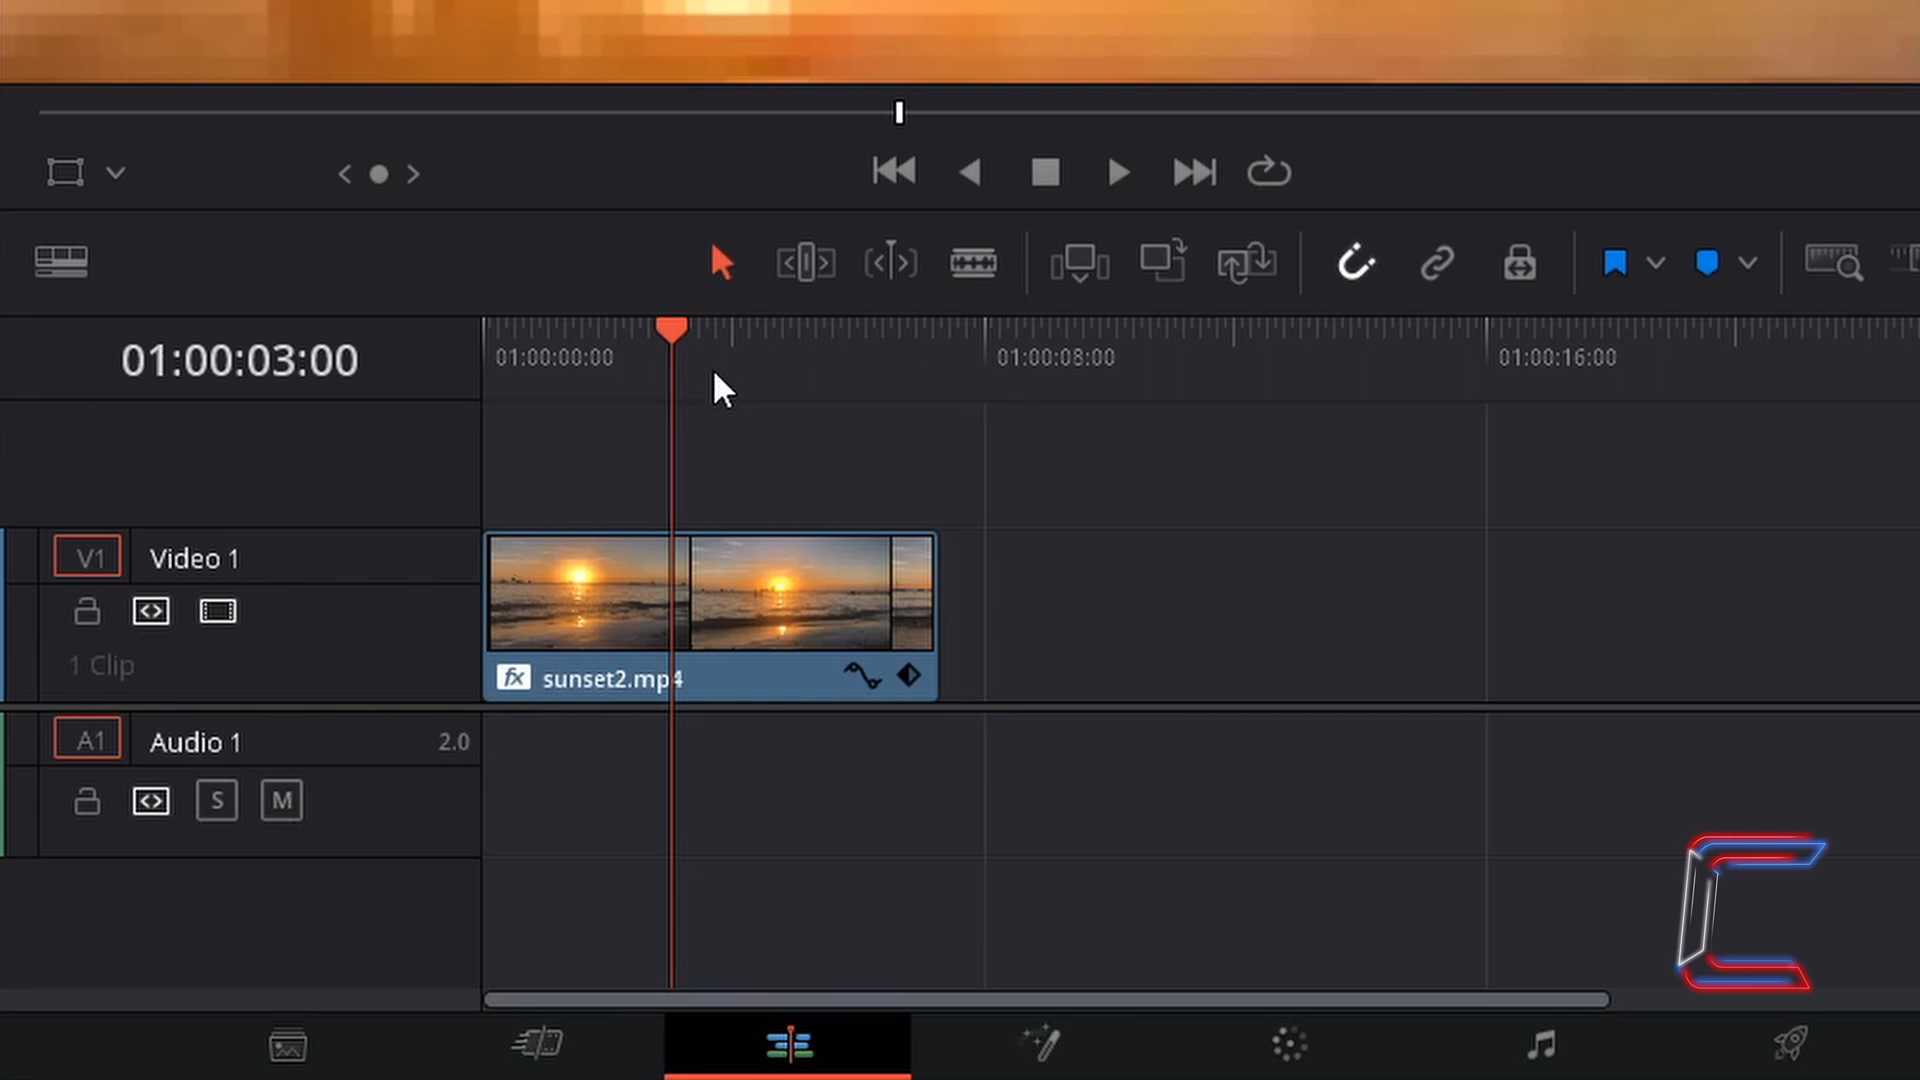 01:00:03:00
01:00:00:00
01:00:08:00
01:00:16:00
V1 Video 1
1 Clip
fx sunset2.mp4
A1 Audio 1 2.0
S M